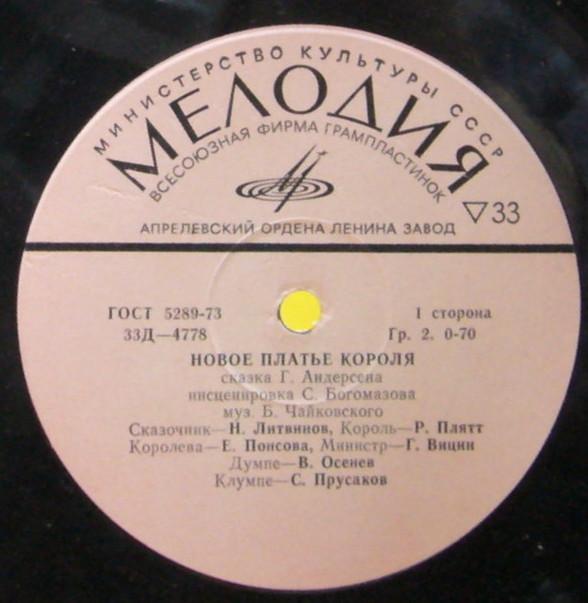 МИНИСТЕРСТВО КУЛЬТУРЫ СССР
МЕЛОДИЯ
ВСЕСОЮЗНАЯ ФИРМА ГРАМПЛАСТИНОК
▽33
АПРЕЛЕВСКИЙ ОРДЕНА ЛЕНИНА ЗАВОД
ГОСТ 5289-73 1 сторона
33Д—4778 Гр. 2. 0-70
НОВОЕ ПЛАТЬЕ КОРОЛЯ
сказка Г. Андерсена
инсценировка С. Богомазова
муз. Б. Чайковского
Сказочник—Н. Литвинов, Король—Р. Плятт
Королева—Е. Понсова, Министр—Г. Вицин
Думпе—В. Осенев
Клумпе—С. Прусаков